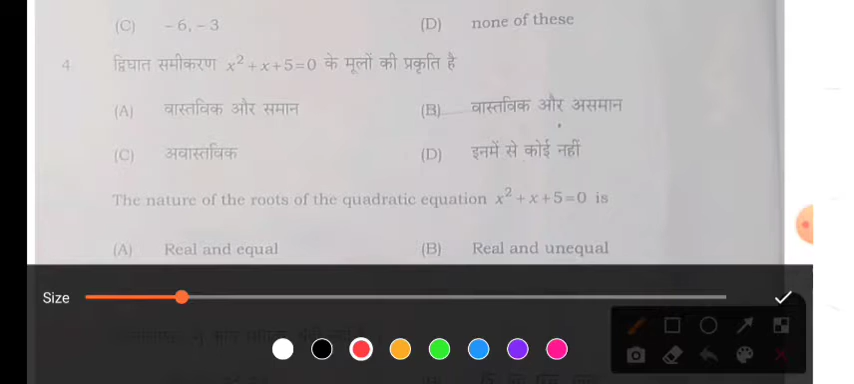 (C) - 6, - 3 (D) none of these
4. द्विघात समीकरण x² + x + 5 = 0 के मूलों की प्रकृति है
(A) वास्तविक और समान (B) वास्तविक और असमान
(C) अवास्तविक (D) इनमें से कोई नहीं
The nature of the roots of the quadratic equation x² + x + 5 = 0 is
(A) Real and equal (B) Real and unequal
Size